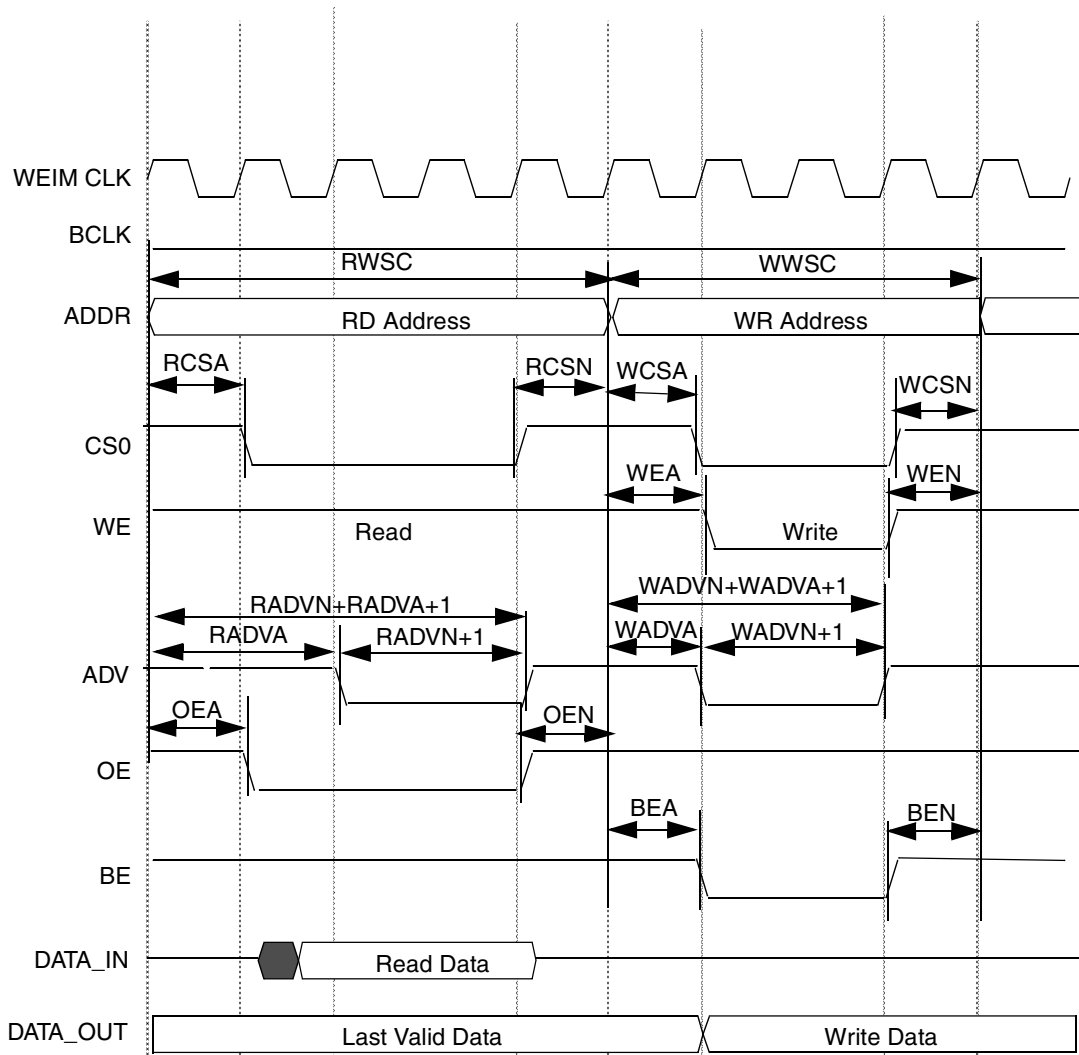 WEIM CLK
BCLK
RWSC WWSC
ADDR RD Address WR Address
RCSA RCSN WCSA WCSN
CS0
WEA WEN
WE Read Write
RADVN+RADVA+1 WADVN+WADVA+1
RADVA RADVN+1 WADVA WADVN+1
ADV
OEA OEN
OE
BEA BEN
BE
DATA_IN Read Data
DATA_OUT Last Valid Data Write Data